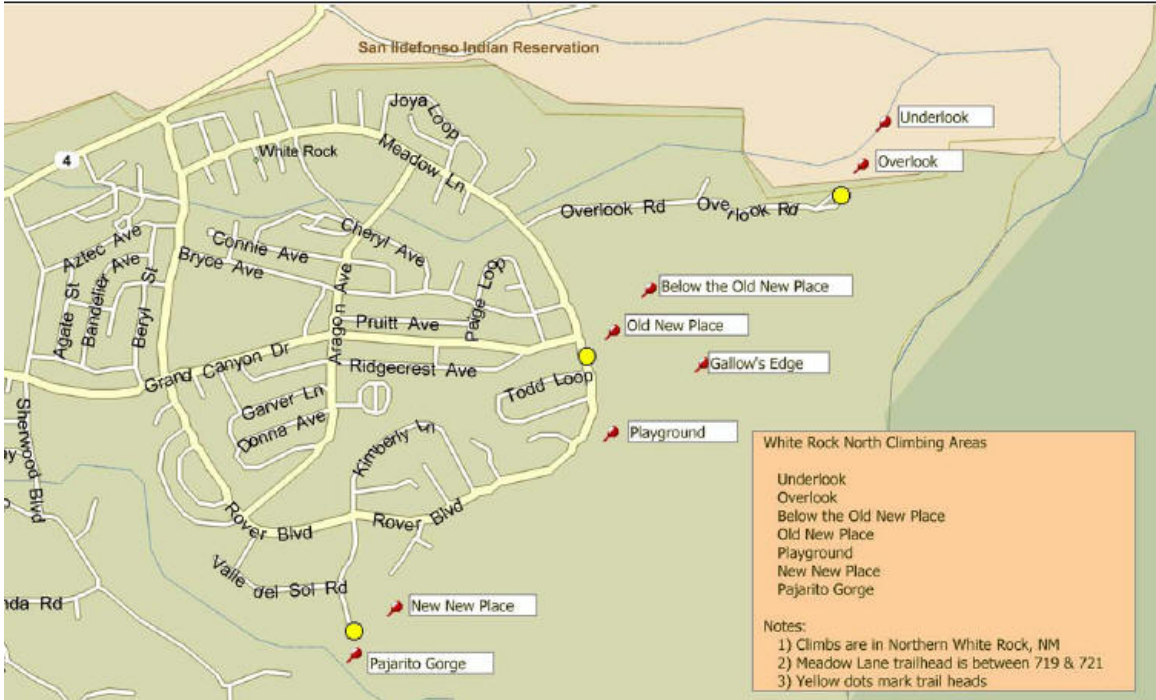 San Ildefonso Indian Reservation
Joya Loop
Underlook
4
White Rock
Meadow Ln
Overlook
Overlook Rd
Overlook Rd
Aztec Ave
Connie Ave
Cheryl Ave
Bandelier Ave
Bryce Ave
Agate St
Beryl St
Paige Loop
Below the Old New Place
Pruitt Ave
Aragon Ave
Old New Place
Grand Canyon Dr
Ridgecrest Ave
Gallow's Edge
Todd Loop
Garver Ln
Sherwood Blvd
Donna Ave
Kimberly Ln
Playground
Rover Blvd
Rover Blvd
Valle del Sol Rd
nda Rd
New New Place
Pajarito Gorge
White Rock North Climbing Areas
Underlook
Overlook
Below the Old New Place
Old New Place
Playground
New New Place
Pajarito Gorge
Notes:
1) Climbs are in Northern White Rock, NM
2) Meadow Lane trailhead is between 719 & 721
3) Yellow dots mark trail heads